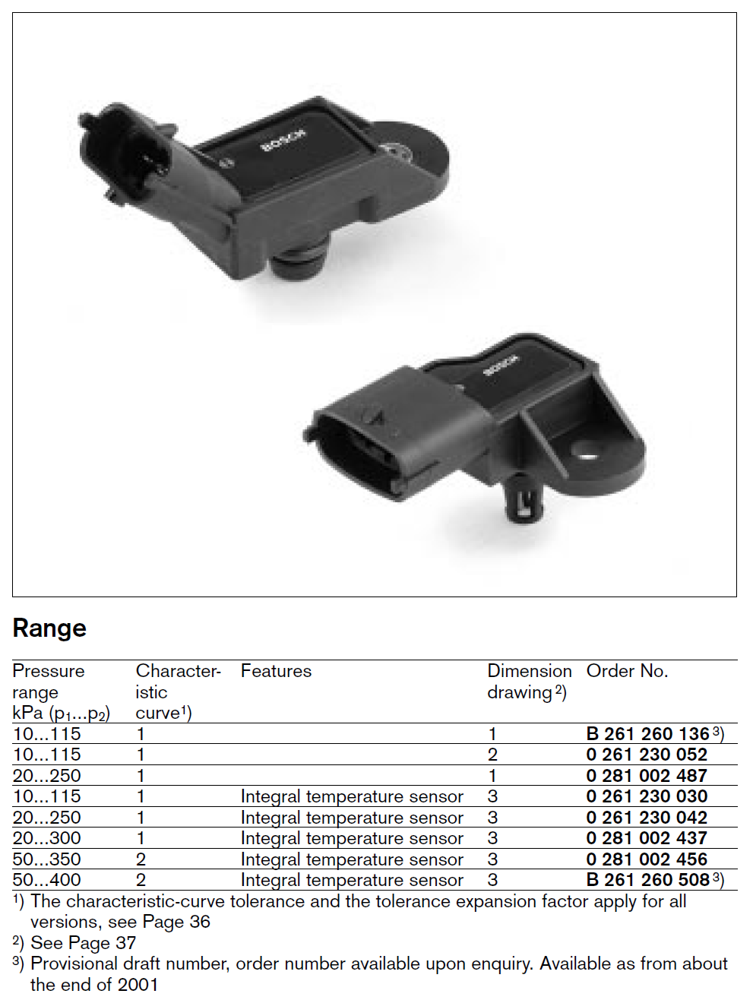 BOSCH
BOSCH
Range
Pressure range kPa (p1...p2) Character-istic curve1) Features Dimension drawing 2) Order No.
10...115 1 1 B 261 260 136 3)
10...115 1 2 0 261 230 052
20...250 1 1 0 281 002 487
10...115 1 Integral temperature sensor 3 0 261 230 030
20...250 1 Integral temperature sensor 3 0 261 230 042
20...300 1 Integral temperature sensor 3 0 281 002 437
50...350 2 Integral temperature sensor 3 0 281 002 456
50...400 2 Integral temperature sensor 3 B 261 260 508 3)
1) The characteristic-curve tolerance and the tolerance expansion factor apply for all
versions, see Page 36
2) See Page 37
3) Provisional draft number, order number available upon enquiry. Available as from about
the end of 2001